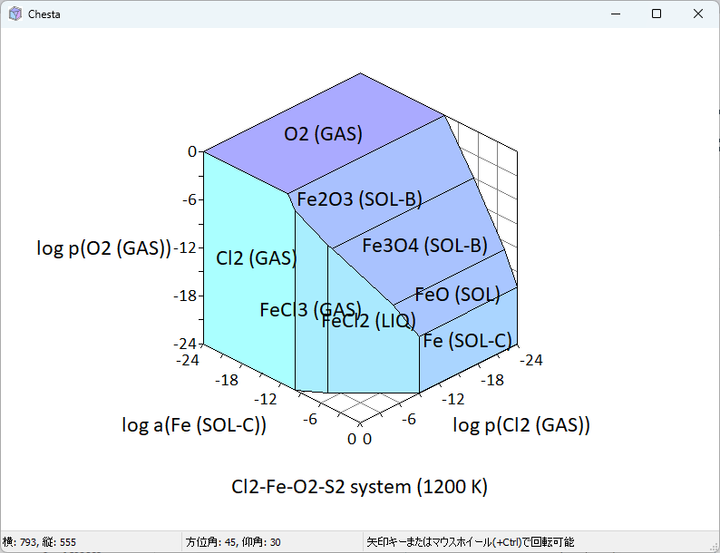 Chesta
O2 (GAS)
0
Fe2O3 (SOL-B)
-6
log p(O2 (GAS))
-12
Fe3O4 (SOL-B)
Cl2 (GAS)
-18
FeO (SOL)
FeCl3 (GAS)
FeCl2 (LIQ)
Fe (SOL-C)
-24
-24
-24
-18
-18
-12
-12
-6
-6
0
0
log a(Fe (SOL-C))
log p(Cl2 (GAS))
Cl2-Fe-O2-S2 system (1200 K)
横: 793, 縦: 555
方位角: 45, 仰角: 30
矢印キーまたはマウスホイール(+Ctrl)で回転可能